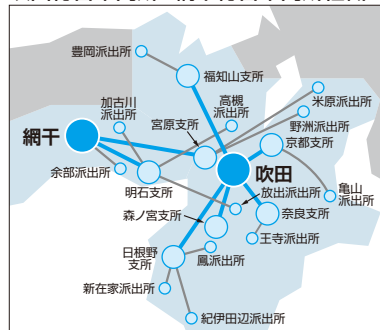 豊岡派出所
福知山支所
加古川
派出所
高槻
派出所
米原派出所
宮原支所
野洲派出所
網干
京都支所
余部派出所
吹田
明石支所
放出派出所
亀山
派出所
森ノ宮支所
奈良支所
日根野
支所
鳳派出所
王寺派出所
新在家派出所
紀伊田辺派出所